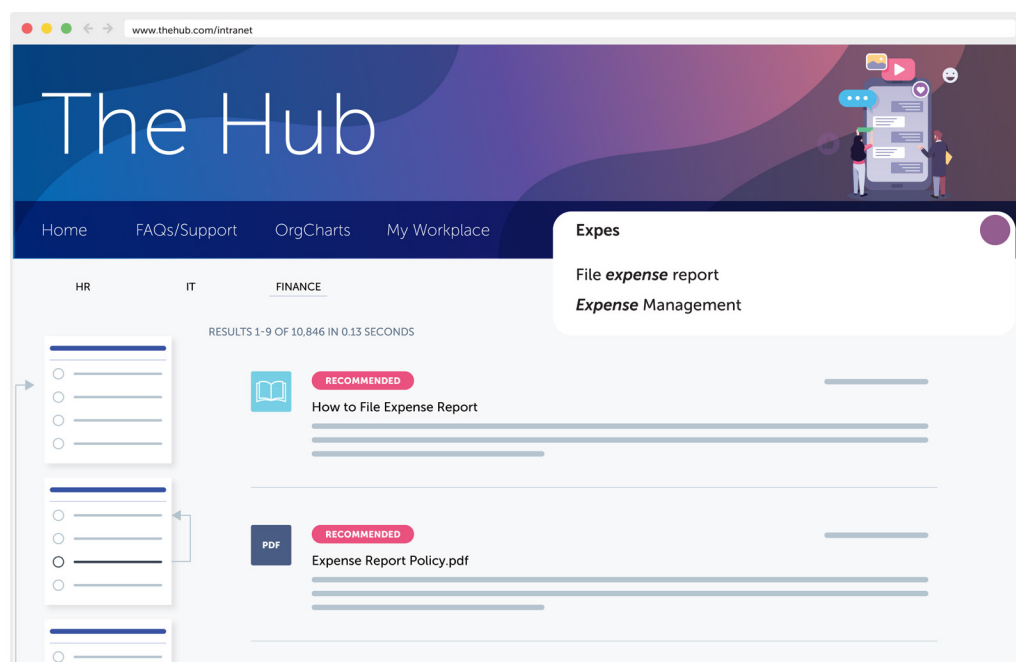 www.thehub.com/intranet
The Hub
Home FAQs/Support OrgCharts My Workplace
Expes
File expense report
Expense Management
HR IT FINANCE
RESULTS 1-9 OF 10,846 IN 0.13 SECONDS
RECOMMENDED
How to File Expense Report
PDF
RECOMMENDED
Expense Report Policy.pdf